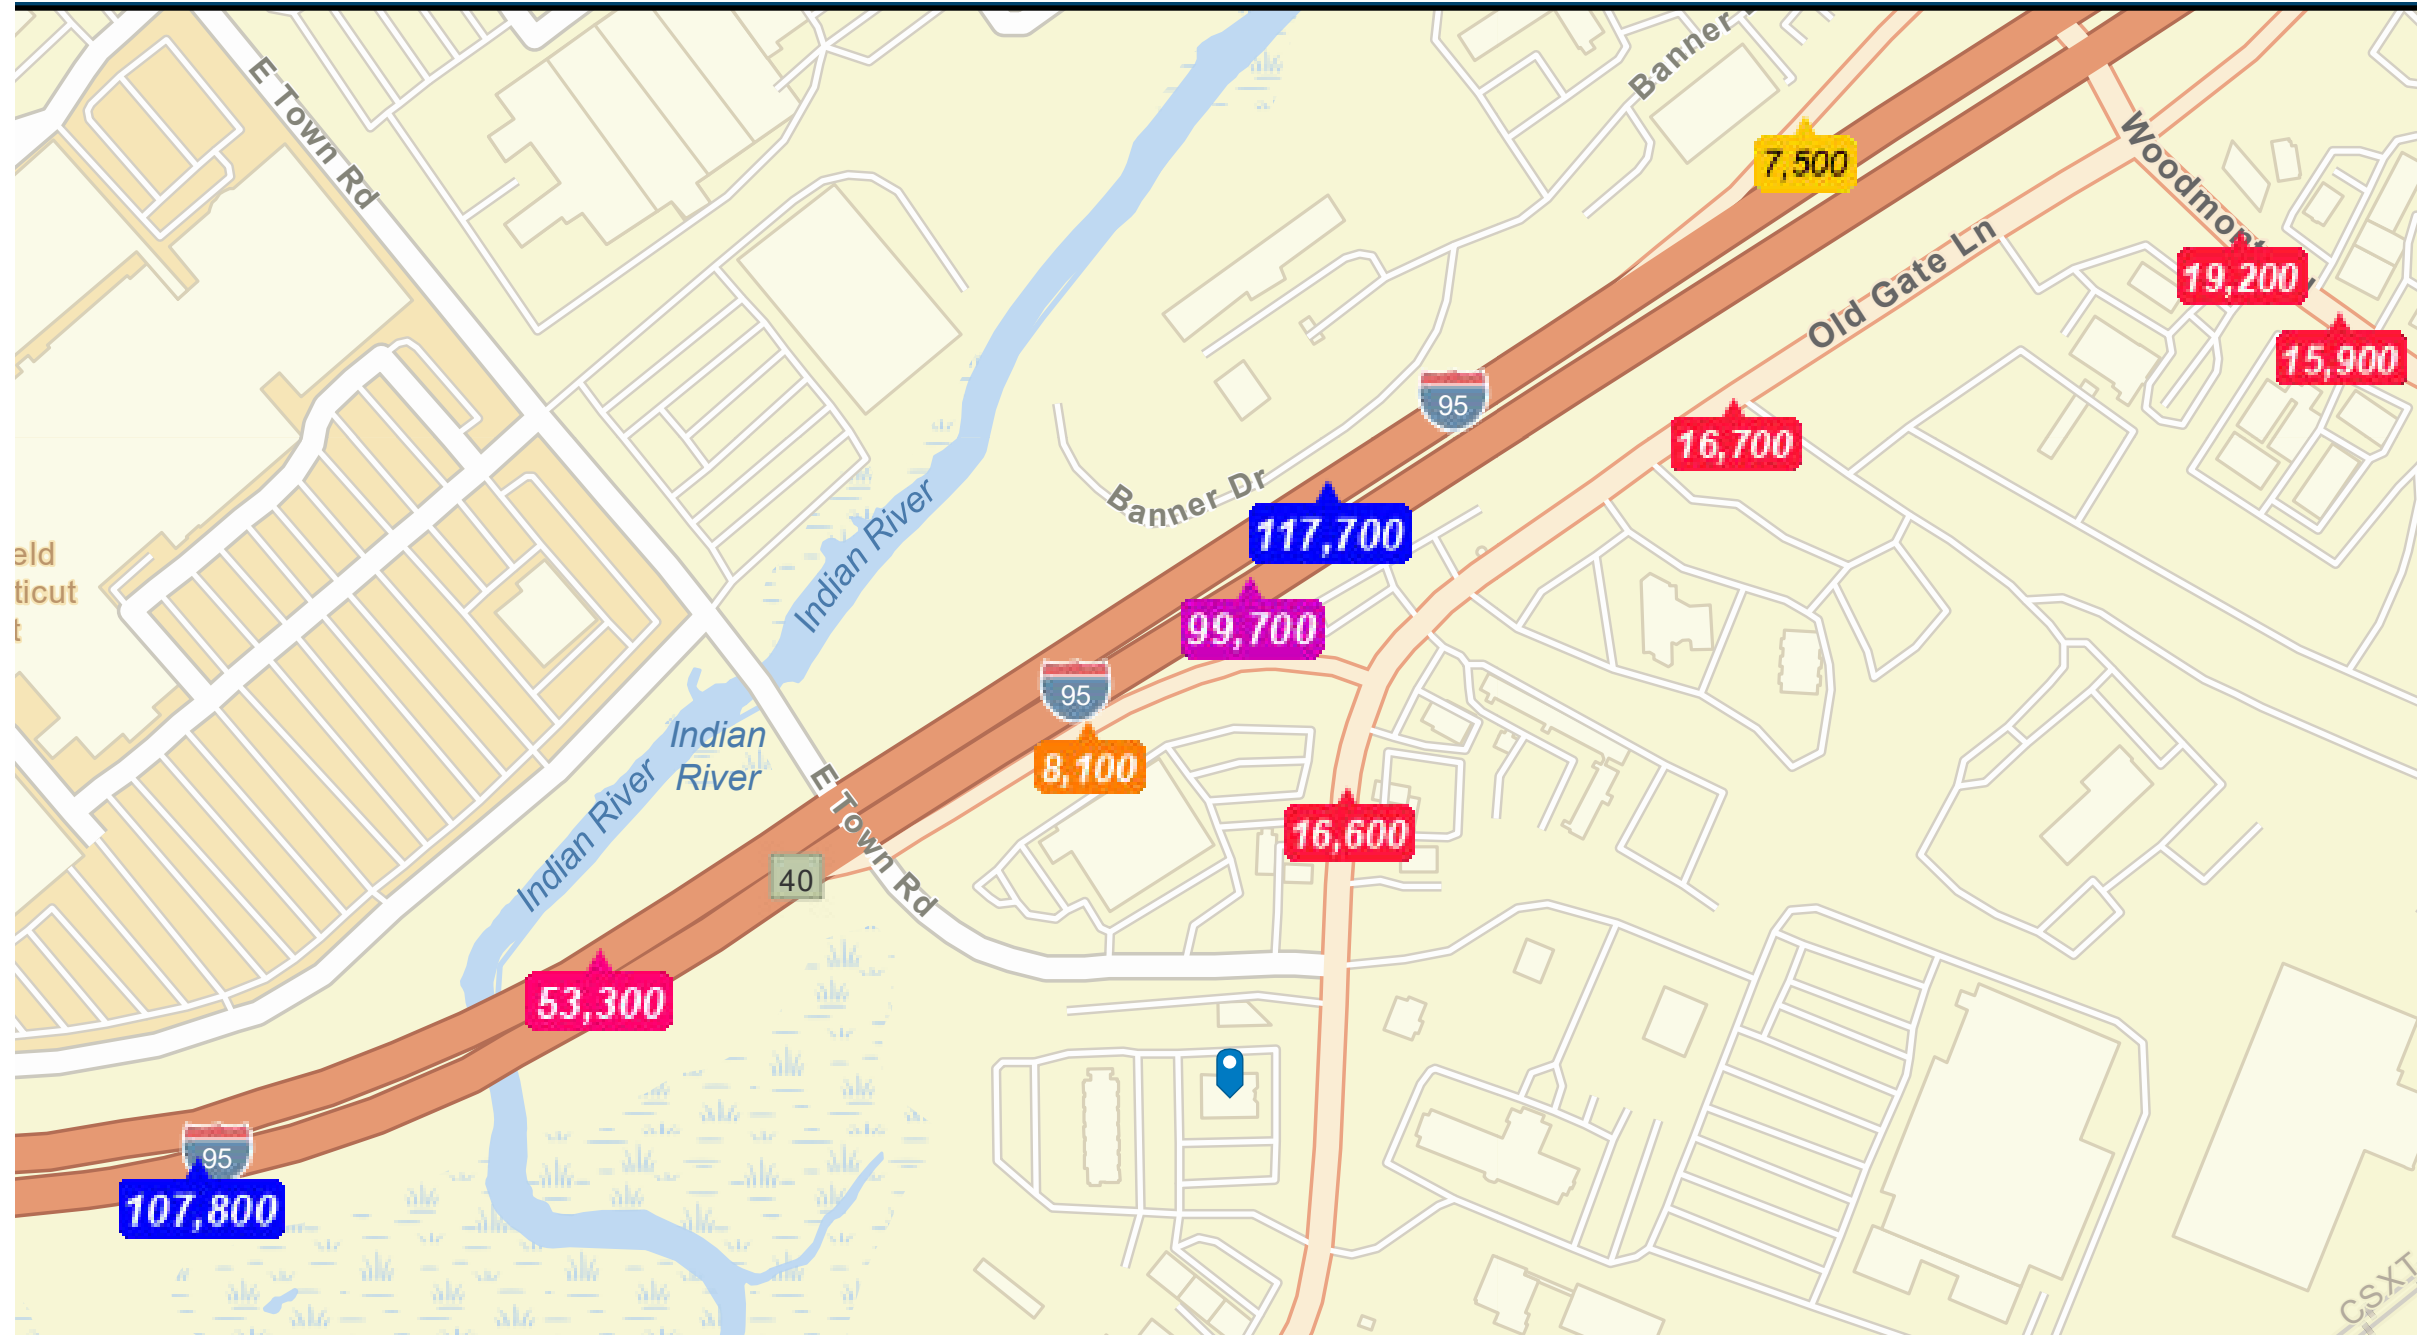 Banner
E Town Rd
7,500
Woodmont
19,200
Old Gate Ln
15,900
95
16,700
Banner Dr
117,700
Indian River
eld
ticut
t
99,700
95
Indian
River
8,100
Indian River
E Town Rd
16,600
40
53,300
95
107,800
CSXT